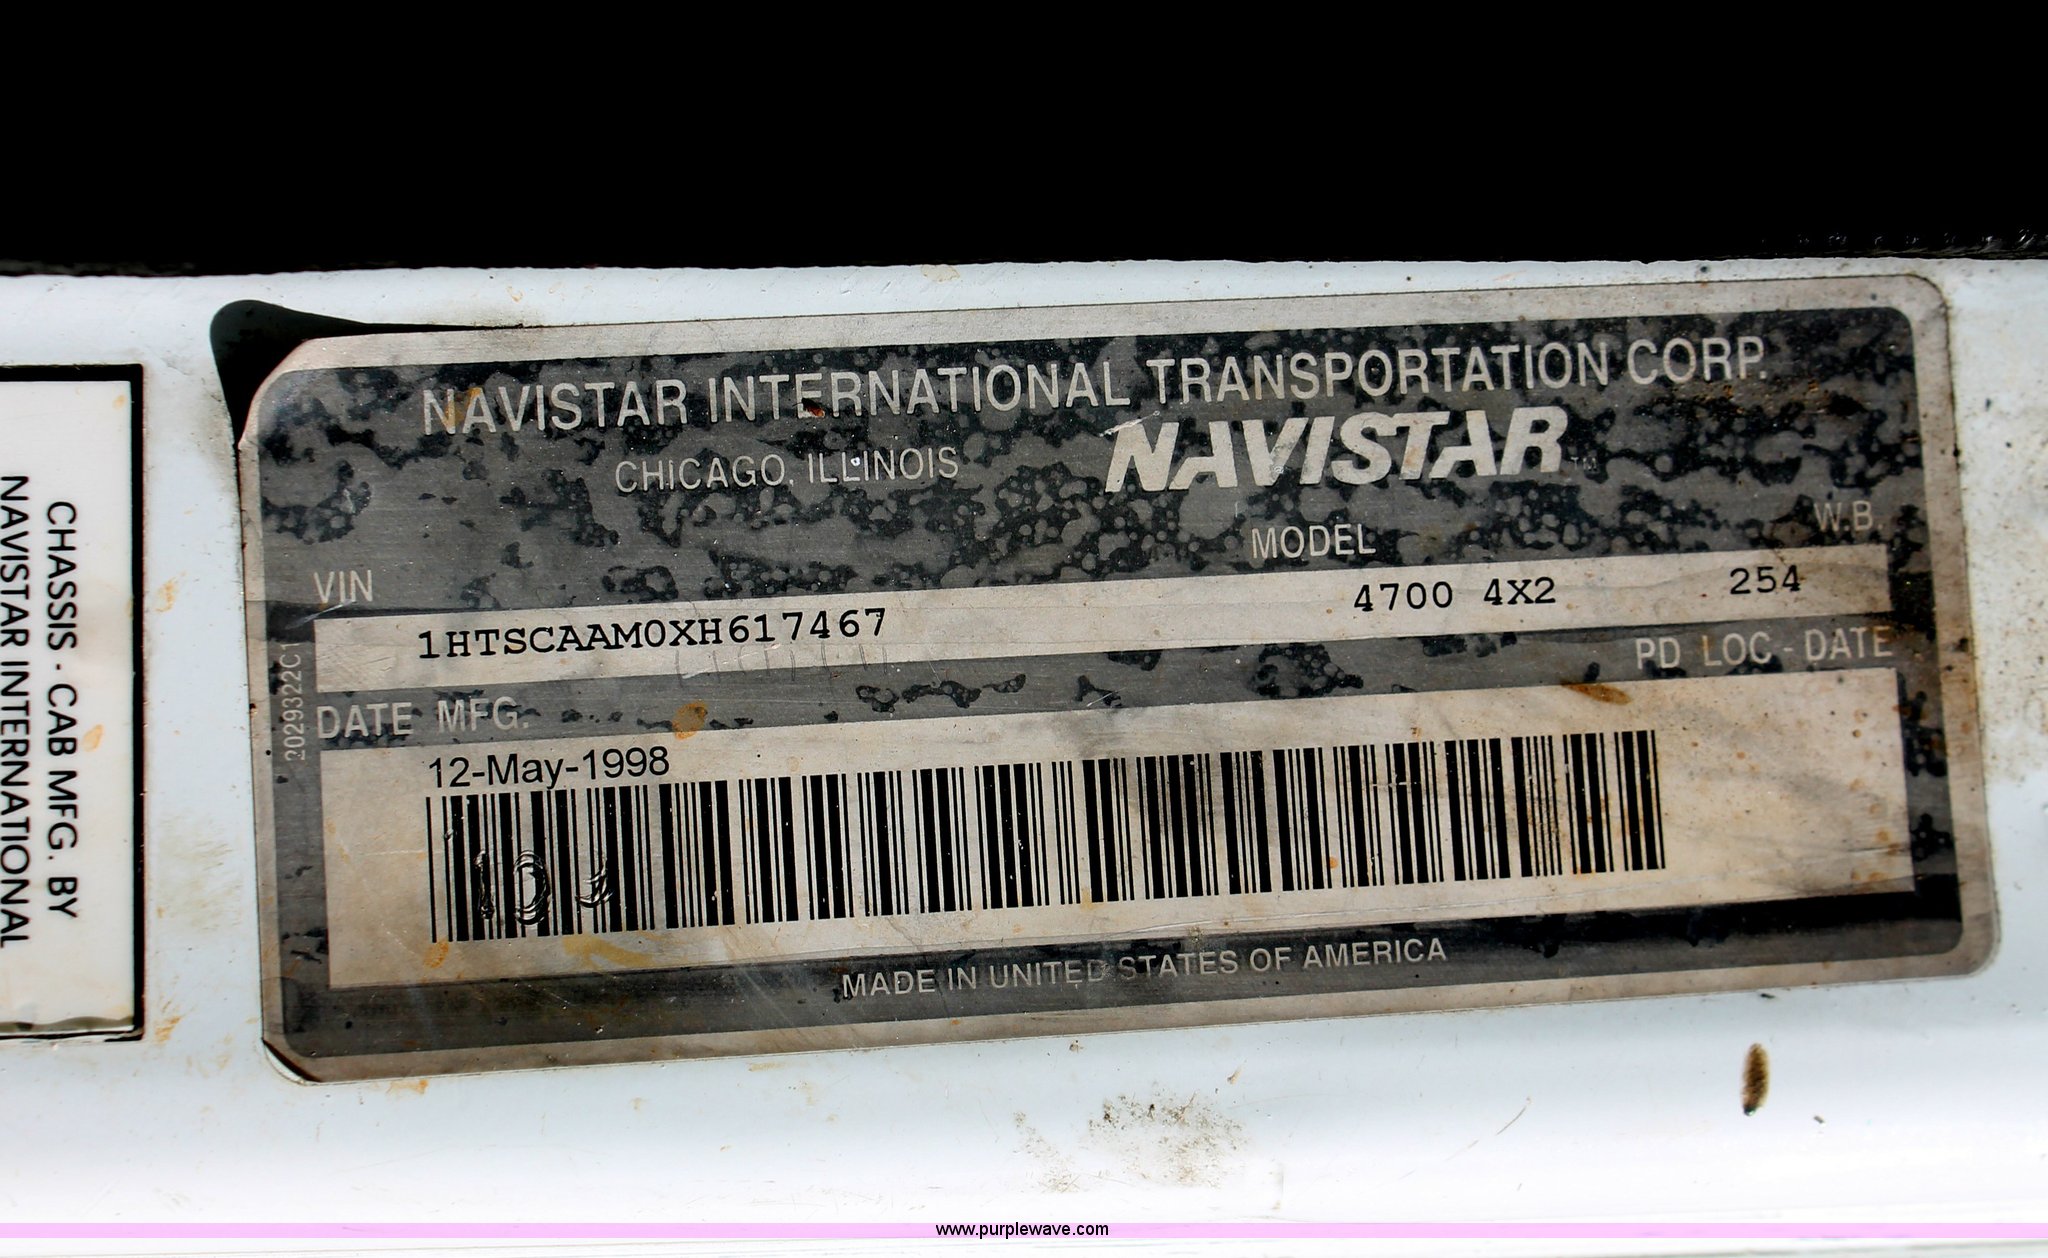 CHASSIS - CAB MFG. BY
NAVISTAR INTERNATIONAL
NAVISTAR INTERNATIONAL TRANSPORTATION CORP.
CHICAGO, ILLINOIS
NAVISTAR™
VIN
MODEL
W.B.
1HTSCAAM0XH617467
4700 4X2
254
2029322C1
DATE MFG.
PD LOC - DATE
12-May-1998
MADE IN UNITED STATES OF AMERICA
www.purplewave.com